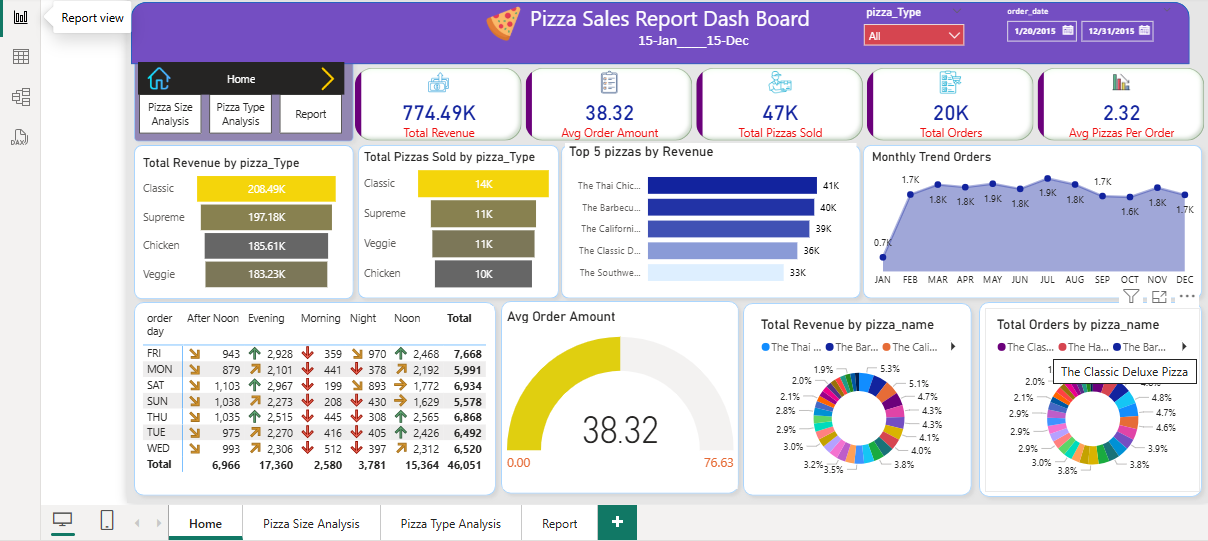 Report view
Pizza Sales Report Dash Board
15-Jan____15-Dec
pizza_Type
All
order_date
1/20/2015 12/31/2015
Home
Pizza Size Analysis
Pizza Type Analysis
Report
774.49K
Total Revenue
38.32
Avg Order Amount
47K
Total Pizzas Sold
20K
Total Orders
2.32
Avg Pizzas Per Order
Total Revenue by pizza_Type
Classic 208.49K
Supreme 197.18K
Chicken 185.61K
Veggie 183.23K
Total Pizzas Sold by pizza_Type
Classic 14K
Supreme 11K
Veggie 11K
Chicken 10K
Top 5 pizzas by Revenue
The Thai Chic... 41K
The Barbecu... 40K
The Californi... 39K
The Classic D... 36K
The Southwe... 33K
Monthly Trend Orders
0.7K 1.7K 1.8K 1.8K 1.9K 1.8K 1.9K 1.8K 1.7K 1.6K 1.8K 1.7K
JAN FEB MAR APR MAY JUN JUL AUG SEP OCT NOV DEC
order day After Noon Evening Morning Night Noon Total
FRI 943 2,928 359 970 2,468 7,668
MON 879 2,101 441 378 2,192 5,991
SAT 1,103 2,967 199 893 1,772 6,934
SUN 1,038 2,273 208 430 1,629 5,578
THU 1,035 2,515 445 308 2,565 6,868
TUE 975 2,270 416 405 2,426 6,492
WED 993 2,306 512 397 2,312 6,520
Total 6,966 17,360 2,580 3,781 15,364 46,051
Avg Order Amount
38.32
0.00 76.63
Total Revenue by pizza_name
The Thai ... The Bar... The Cali...
1.9% 5.3%
2.0% 5.1%
2.1% 4.7%
2.8% 4.3%
2.9% 4.3%
3.0% 4.1%
3.2% 4.0%
3.5% 3.8%
Total Orders by pizza_name
The Clas... The Ha... The Bar...
The Classic Deluxe Pizza
2.0% 4.8%
2.1% 4.7%
2.9% 4.6%
2.9% 3.9%
3.0% 3.8%
3.8% 3.8%
Home
Pizza Size Analysis
Pizza Type Analysis
Report
+